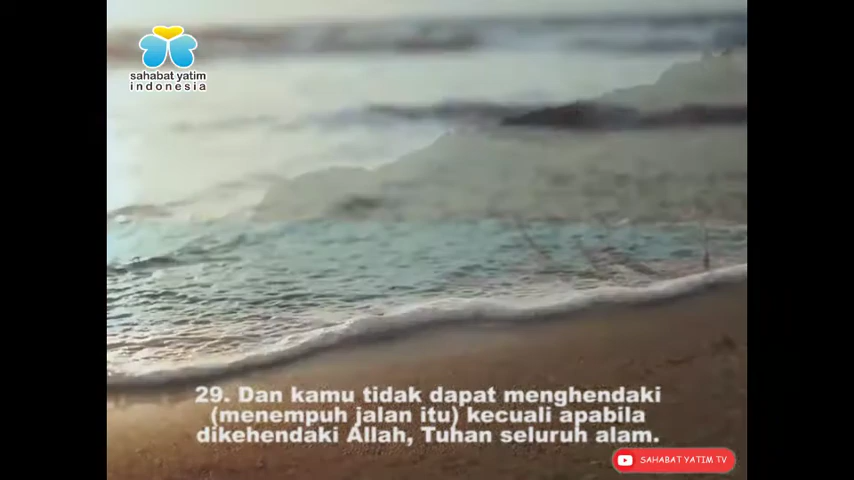 sahabat yatim
indonesia
29. Dan kamu tidak dapat menghendaki
(menempuh jalan itu) kecuali apabila
dikehendaki Allah, Tuhan seluruh alam.
SAHABAT YATIM TV